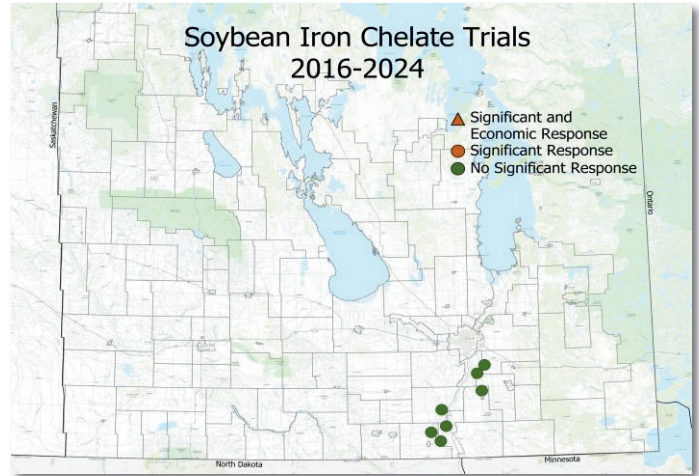 Soybean Iron Chelate Trials
2016-2024
Significant and
Economic Response
Significant Response
No Significant Response
Saskatchewan
Ontario
North Dakota
Minnesota